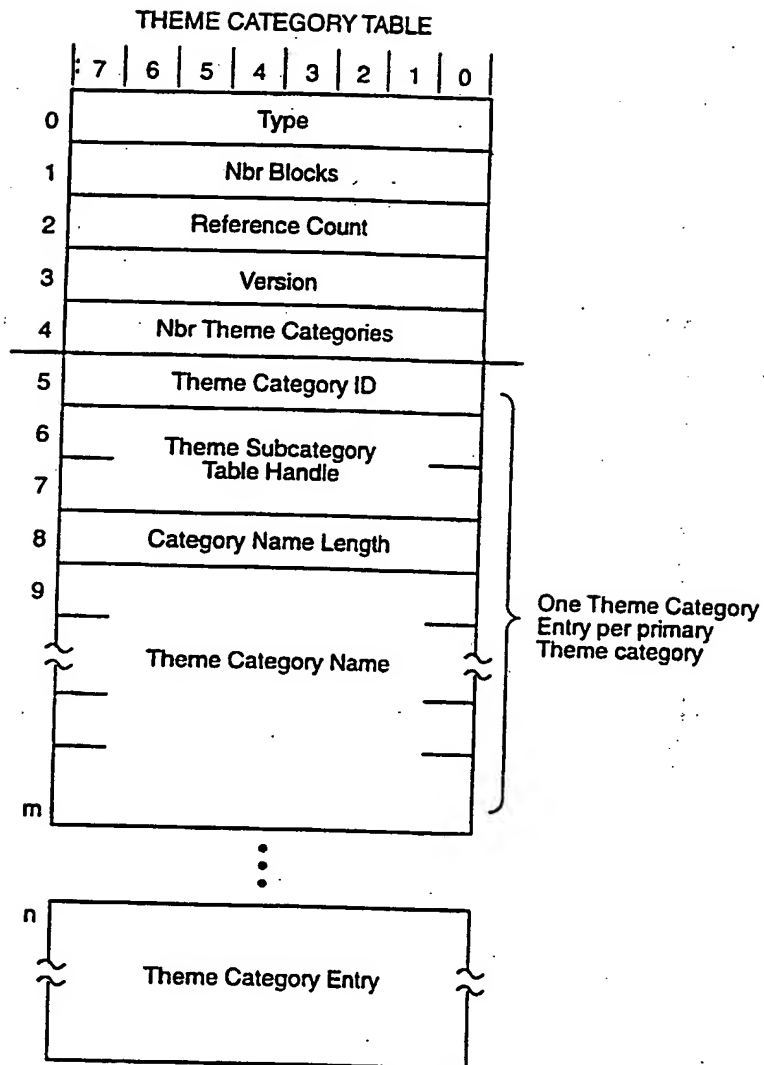 THEME CATEGORY TABLE
7 6 5 4 3 2 1 0
0 Type
1 Nbr Blocks
2 Reference Count
3 Version
4 Nbr Theme Categories
5 Theme Category ID
6 Theme Subcategory
7 Table Handle
8 Category Name Length
9
Theme Category Name
One Theme Category
Entry per primary
Theme category
m
n
Theme Category Entry